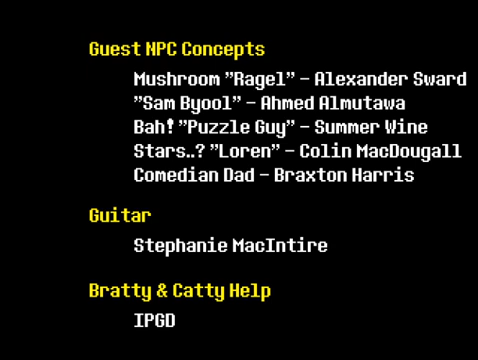 Guest NPC Concepts
Mushroom "Ragel" - Alexander Sward
"Sam Byool" - Ahmed Almutawa
Bah! "Puzzle Guy" - Summer Wine
Stars..? "Loren" - Colin MacDougall
Comedian Dad - Braxton Harris
Guitar
Stephanie MacIntire
Bratty & Catty Help
IPGD